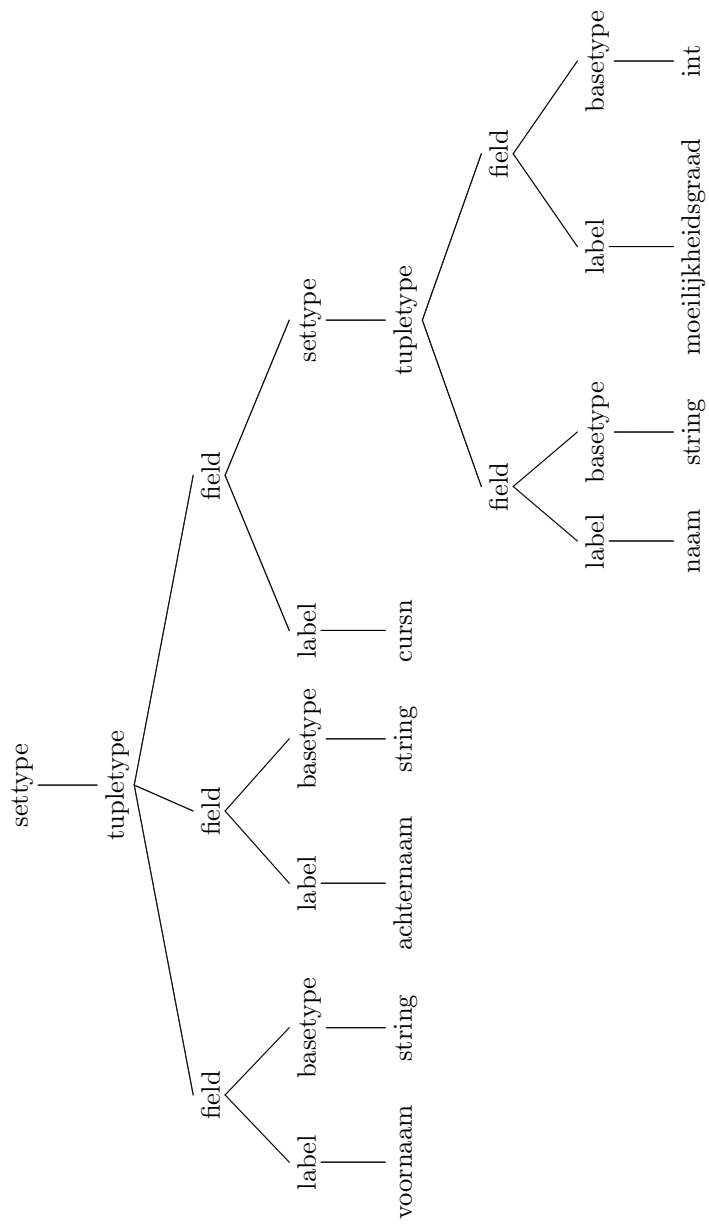 settype
tupletype
field field field
label basetype label basetype label settype
voornaam string achternaam string cursn tupletype
field field
label basetype label basetype
naam string moeilijkheidsgraad int